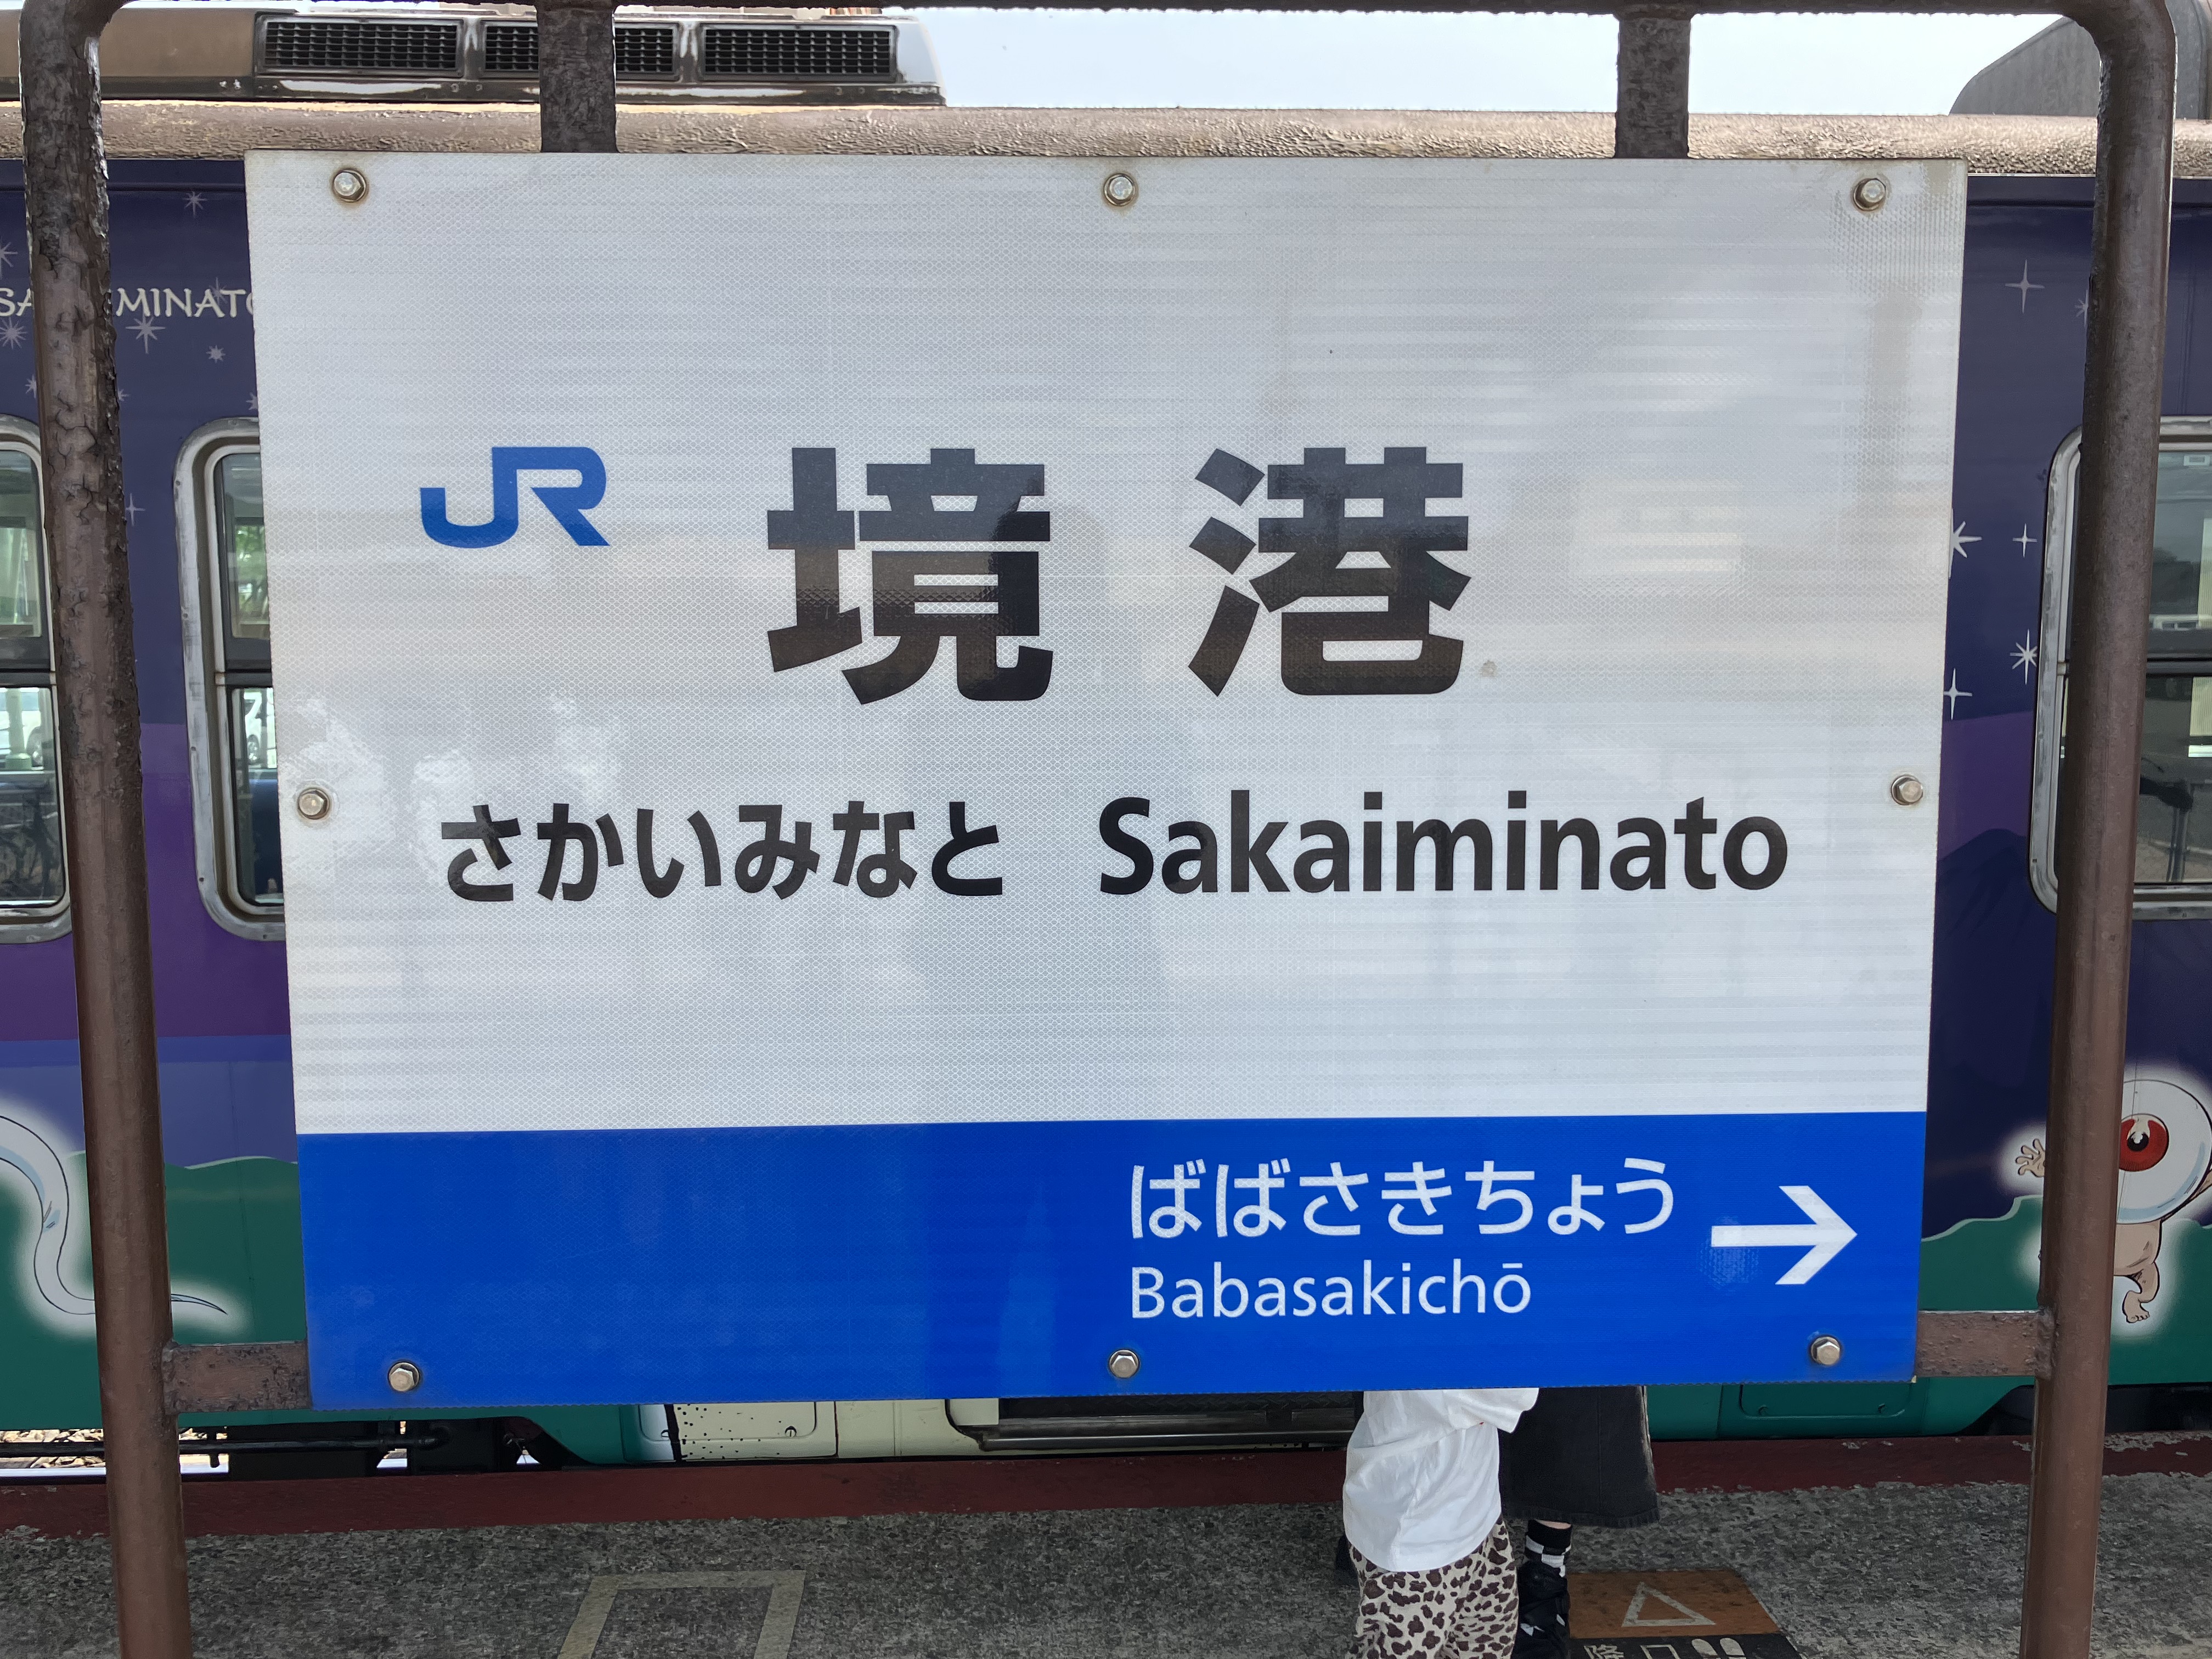 JR 境港
さかいみなと Sakaiminato
ばばさきちょう →
Babasakichō